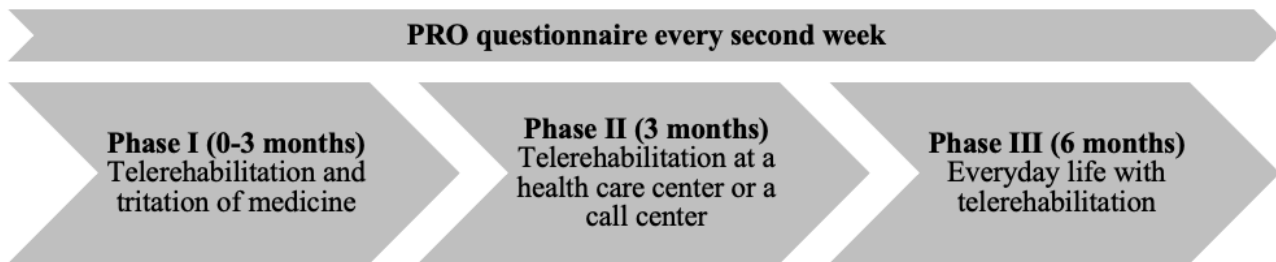 PRO questionnaire every second week
Phase I (0-3 months)
Telerehabilitation and
tritation of medicine
Phase II (3 months)
Telerehabilitation at a
health care center or a
call center
Phase III (6 months)
Everyday life with
telerehabilitation